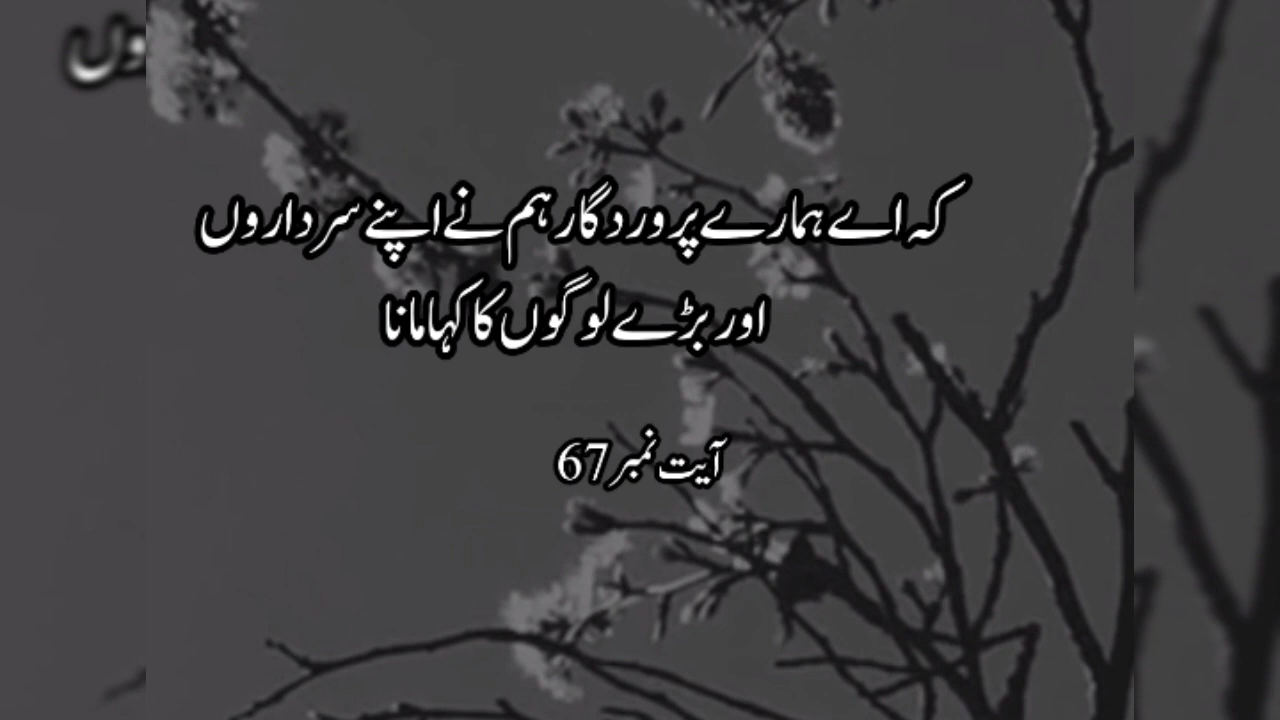 کہ اے ہمارے پروردگار ہم نے اپنے سرداروں
اور بڑے لوگوں کا کہا مانا
آیت نمبر 67